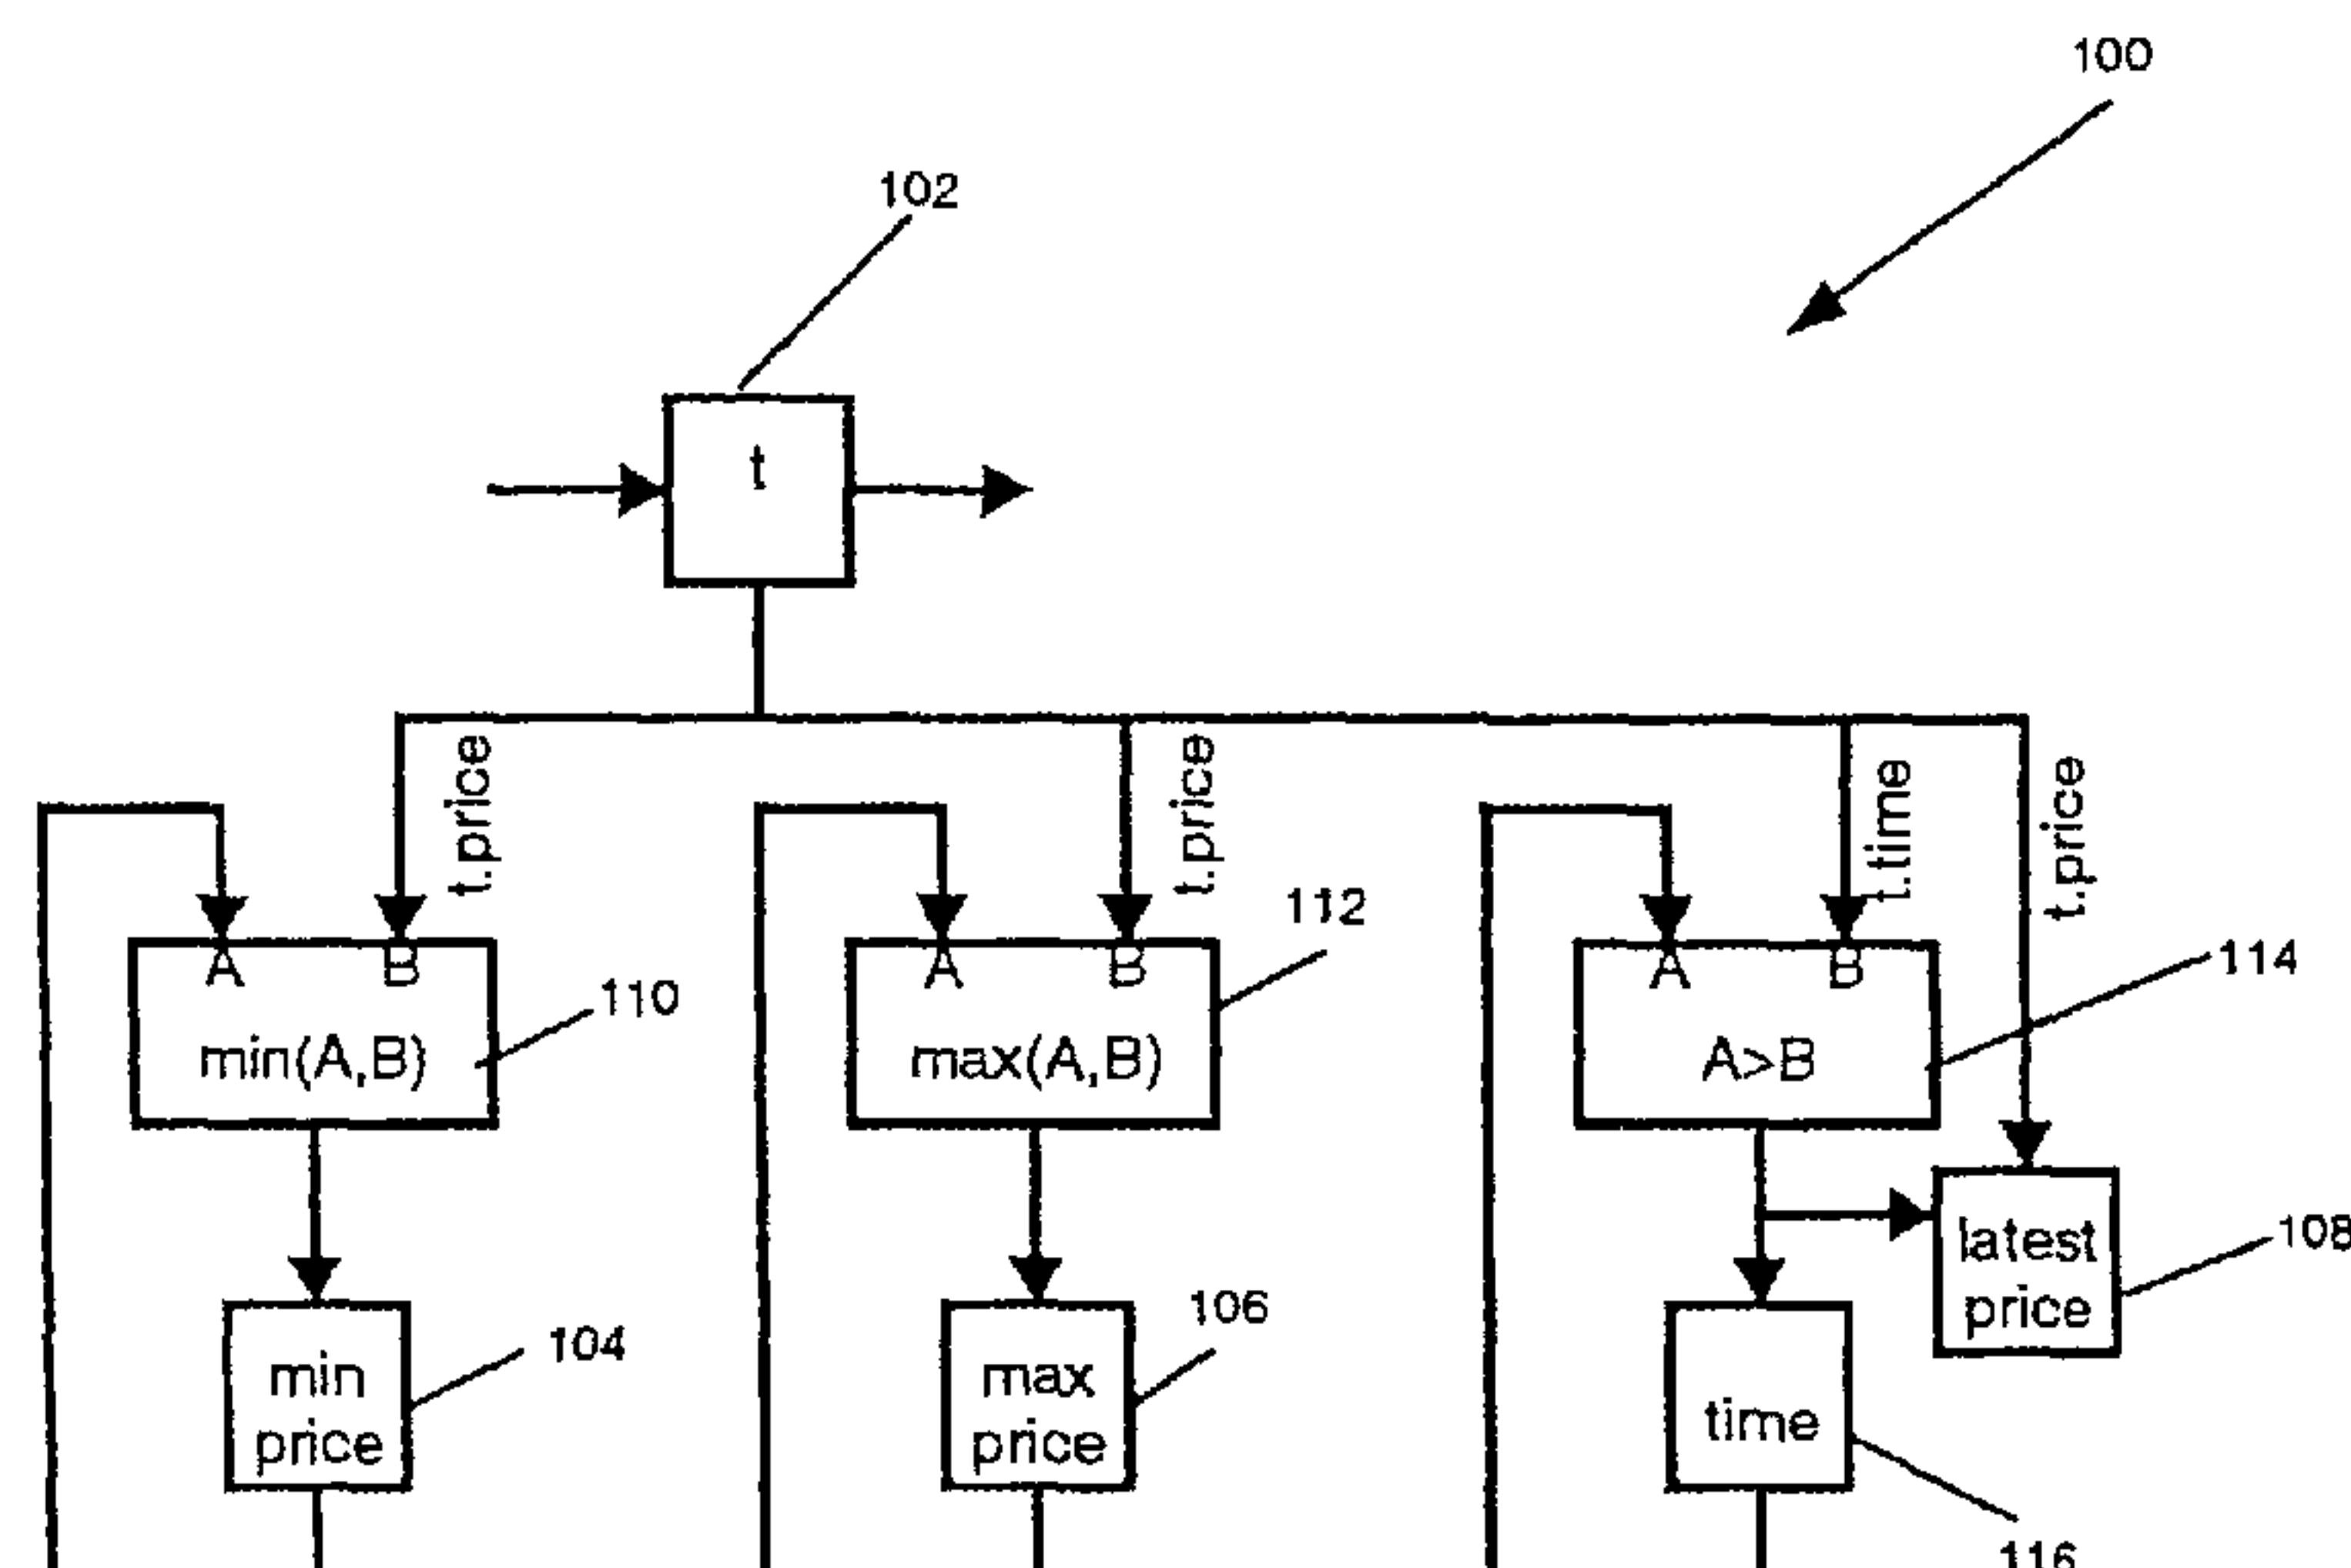 100
102
t
t.price
t.price
t.time
t.price
A B
min(A,B)
110
A B
max(A,B)
112
A B
A>B
114
latest
price
108
min
price
104
max
price
106
time
116